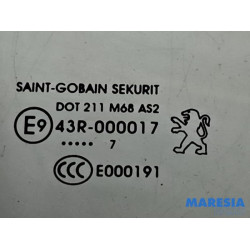 SAINT-GOBAIN SEKURIT
DOT 211 M68 AS2
E9 43R-000017
..... 7
CCC E000191
MARESIA